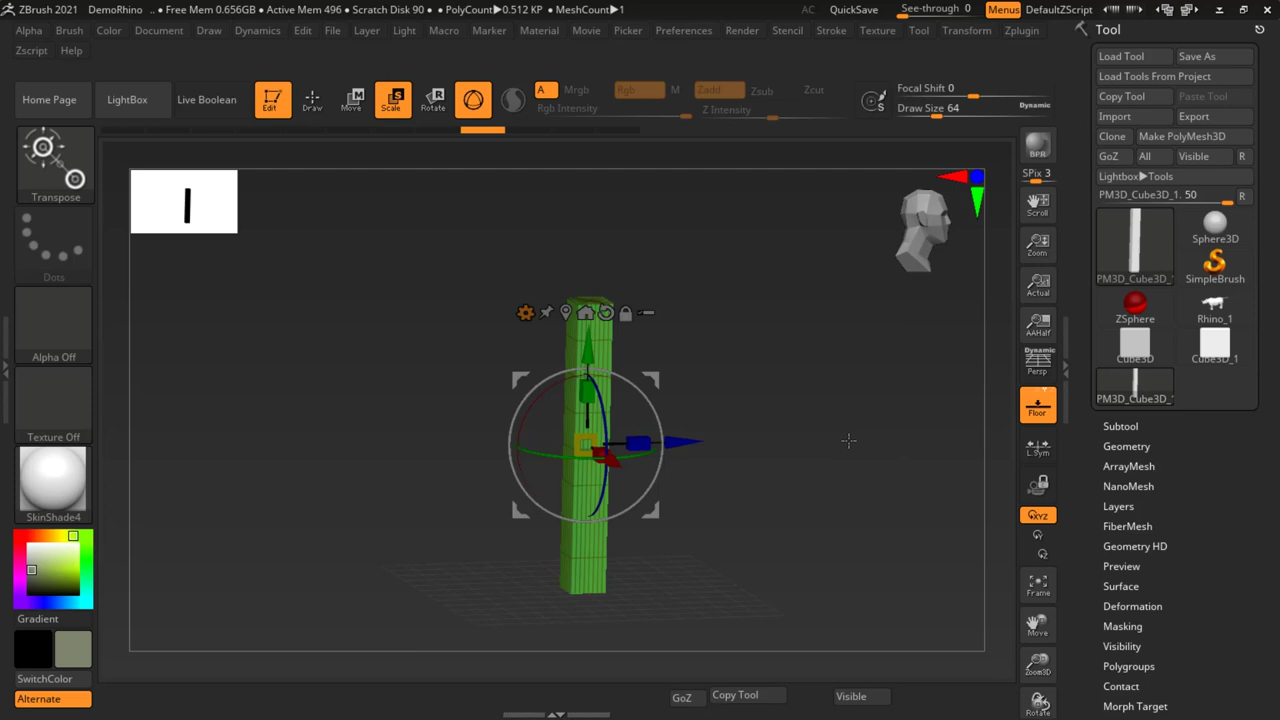 ZBrush 2021 DemoRhino .. • Free Mem 0.656GB • Active Mem 496 • Scratch Disk 90 • PolyCount▶0.512 KP • MeshCount▶1 AC QuickSave See-through 0 Menus DefaultZScript
Alpha Brush Color Document Draw Dynamics Edit File Layer Light Macro Marker Material Movie Picker Preferences Render Stencil Stroke Texture Tool Transform Zplugin
Zscript Help
Home Page LightBox Live Boolean Edit Draw Move Scale Rotate
A Mrgb Rgb M Zadd Zsub Zcut
Rgb Intensity Z Intensity
Focal Shift 0
Draw Size 64 Dynamic
Transpose
Dots
Alpha Off
Texture Off
SkinShade4
Gradient
SwitchColor
Alternate
BPR
SPix 3
Scroll
Zoom
Actual
AAHalf
Dynamic
Persp
Floor
L.Sym
XYZ
Y
Z
Frame
Move
Zoom3D
Rotate
GoZ Copy Tool Visible
Tool
Load Tool Save As
Load Tools From Project
Copy Tool Paste Tool
Import Export
Clone Make PolyMesh3D
GoZ All Visible R
Lightbox▶Tools
PM3D_Cube3D_1. 50 R
PM3D_Cube3D_1 Sphere3D
SimpleBrush
ZSphere Rhino_1
Cube3D Cube3D_1
PM3D_Cube3D_1
Subtool
Geometry
ArrayMesh
NanoMesh
Layers
FiberMesh
Geometry HD
Preview
Surface
Deformation
Masking
Visibility
Polygroups
Contact
Morph Target